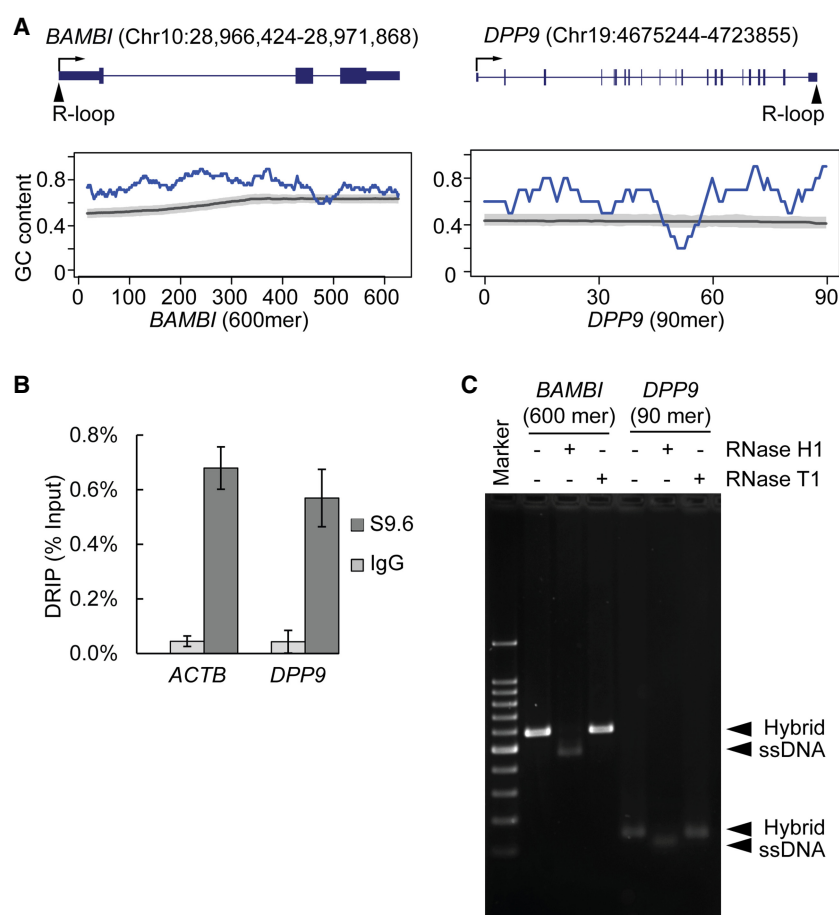 A
BAMBI (Chr10:28,966,424-28,971,868)
DPP9 (Chr19:4675244-4723855)
R-loop
R-loop
GC content
0.8
0.4
0
0 100 200 300 400 500 600
BAMBI (600mer)
0.8
0.4
0
0 30 60 90
DPP9 (90mer)
B
DRIP (% Input)
0.8%
0.6%
0.4%
0.2%
0.0%
ACTB DPP9
S9.6
IgG
C
BAMBI
(600 mer)
DPP9
(90 mer)
Marker
- + - - + - RNase H1
- - + - - + RNase T1
Hybrid
ssDNA
Hybrid
ssDNA